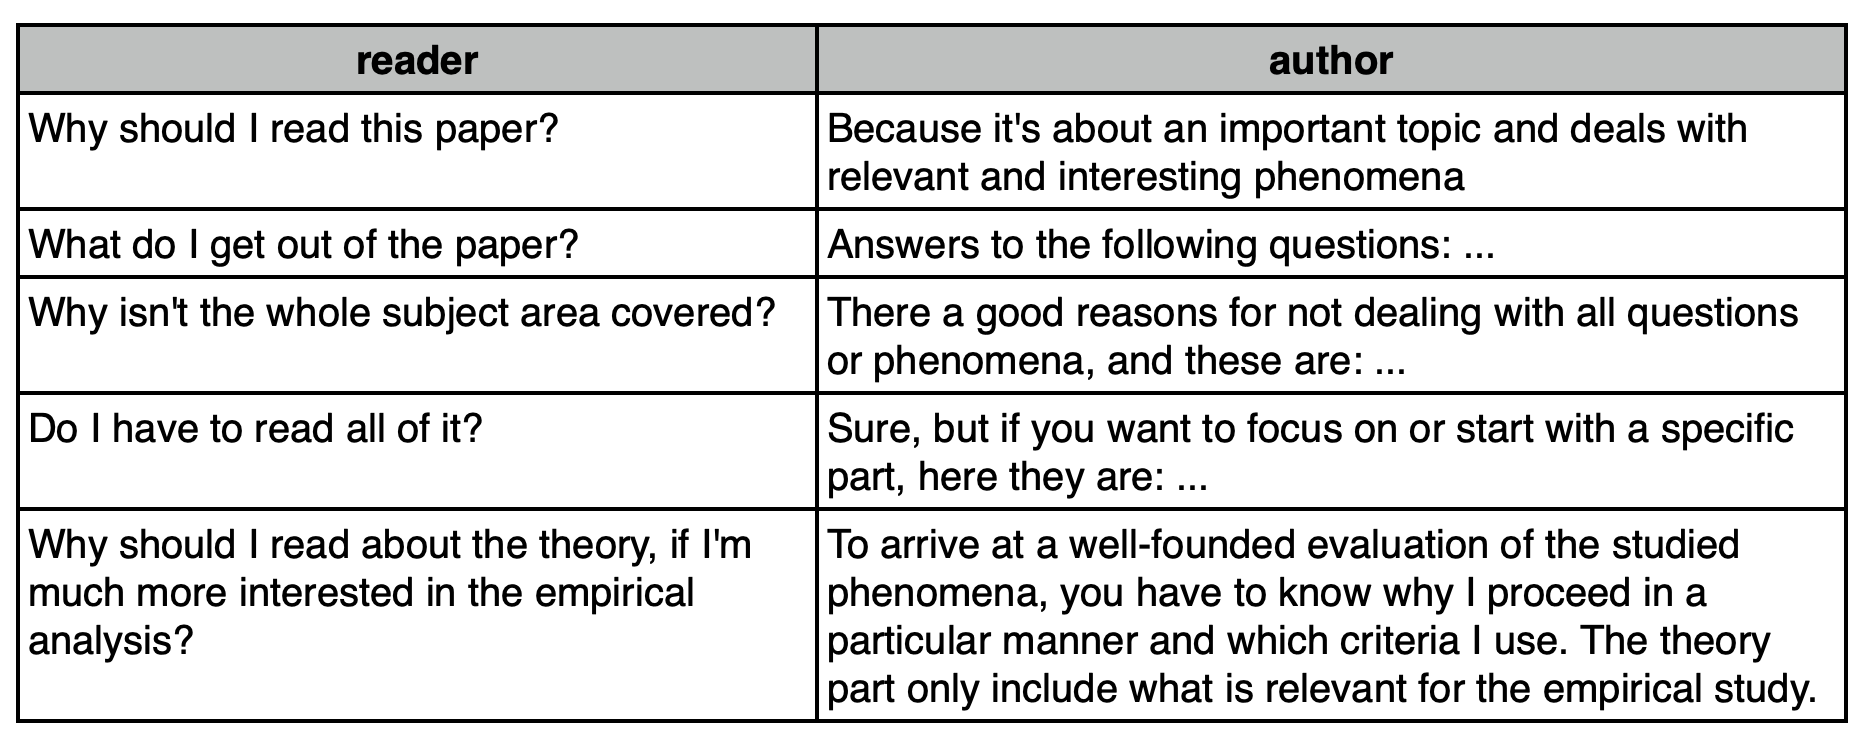 reader
author
Why should I read this paper?
Because it's about an important topic and deals with
relevant and interesting phenomena
What do I get out of the paper?
Answers to the following questions: ...
Why isn't the whole subject area covered?
There a good reasons for not dealing with all questions
or phenomena, and these are: ...
Do I have to read all of it?
Sure, but if you want to focus on or start with a specific
part, here they are: ...
Why should I read about the theory, if I'm
much more interested in the empirical
analysis?
To arrive at a well-founded evaluation of the studied
phenomena, you have to know why I proceed in a
particular manner and which criteria I use. The theory
part only include what is relevant for the empirical study.